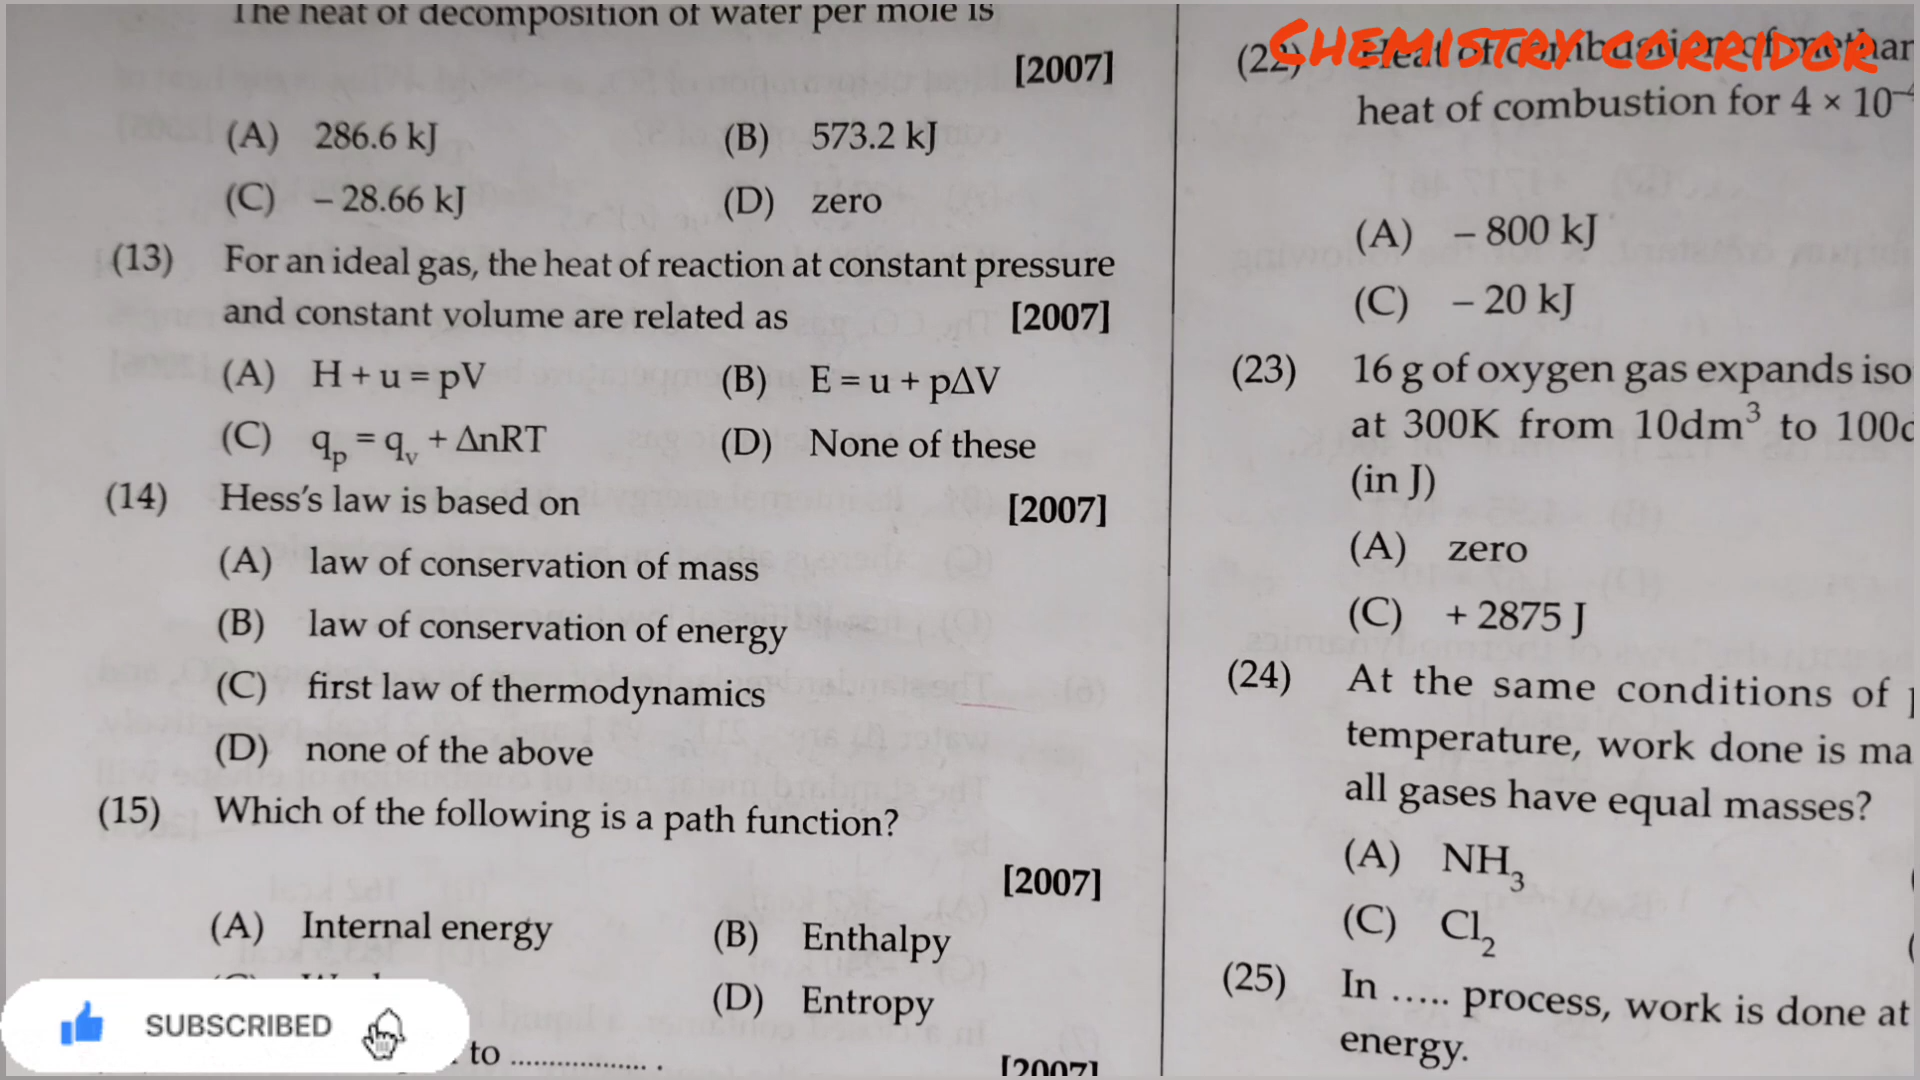 The heat of decomposition of water per mole is
[2007]
(A) 286.6 kJ (B) 573.2 kJ
(C) – 28.66 kJ (D) zero
(13) For an ideal gas, the heat of reaction at constant pressure
and constant volume are related as [2007]
(A) H + u = pV (B) E = u + pΔV
(C) qₚ = qᵥ + ΔnRT (D) None of these
(14) Hess's law is based on [2007]
(A) law of conservation of mass
(B) law of conservation of energy
(C) first law of thermodynamics
(D) none of the above
(15) Which of the following is a path function?
[2007]
(A) Internal energy (B) Enthalpy
(D) Entropy
to ................. .
[2007]
SUBSCRIBED
CHEMISTRY CORRIDOR
(22) Heat of combustion of
heat of combustion for 4 × 10⁻⁴
(A) – 800 kJ
(C) – 20 kJ
(23) 16 g of oxygen gas expands iso
at 300K from 10dm³ to 100
(in J)
(A) zero
(C) + 2875 J
(24) At the same conditions of
temperature, work done is ma
all gases have equal masses?
(A) NH₃
(C) Cl₂
(25) In ..... process, work is done at
energy.